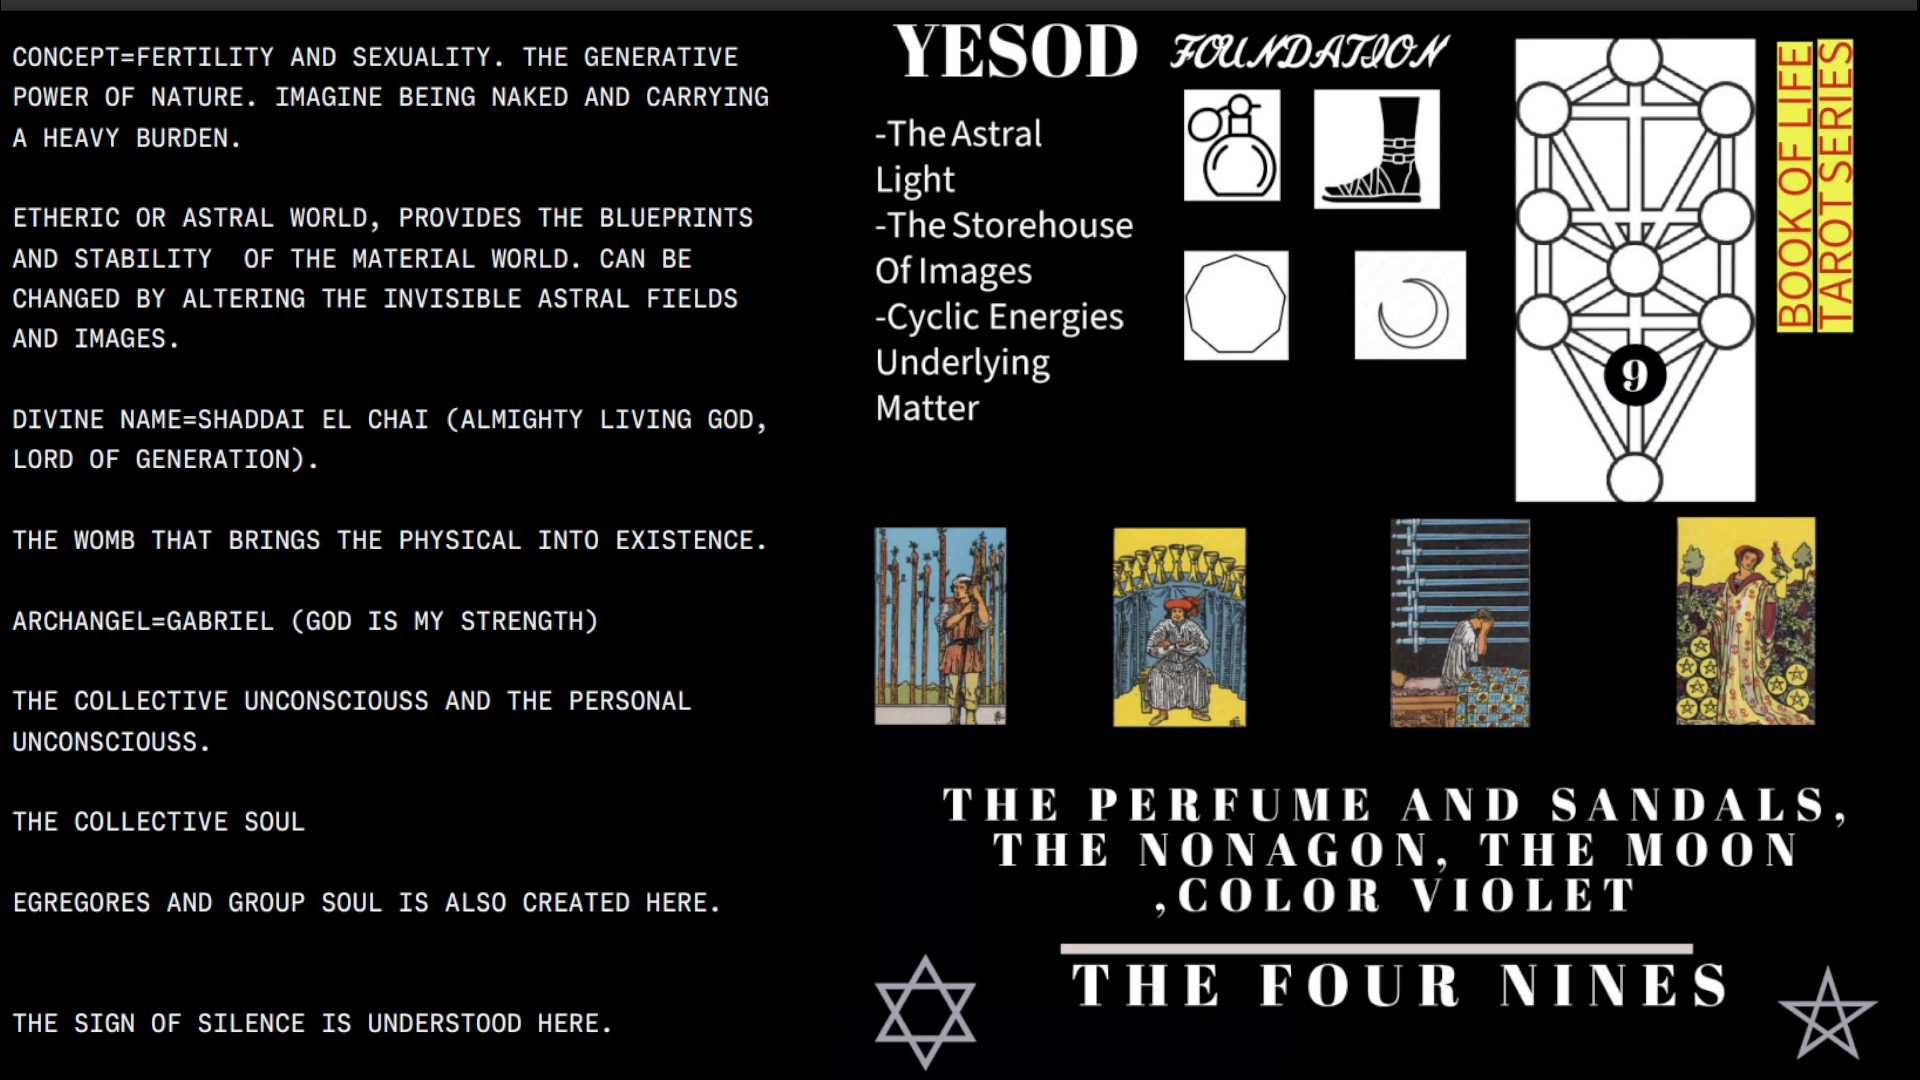 CONCEPT=FERTILITY AND SEXUALITY. THE GENERATIVE
POWER OF NATURE. IMAGINE BEING NAKED AND CARRYING
A HEAVY BURDEN.
ETHERIC OR ASTRAL WORLD, PROVIDES THE BLUEPRINTS
AND STABILITY  OF THE MATERIAL WORLD. CAN BE
CHANGED BY ALTERING THE INVISIBLE ASTRAL FIELDS
AND IMAGES.
DIVINE NAME=SHADDAI EL CHAI (ALMIGHTY LIVING GOD,
LORD OF GENERATION).
THE WOMB THAT BRINGS THE PHYSICAL INTO EXISTENCE.
ARCHANGEL=GABRIEL (GOD IS MY STRENGTH)
THE COLLECTIVE UNCONSCIOUSS AND THE PERSONAL
UNCONSCIOUSS.
THE COLLECTIVE SOUL
EGREGORES AND GROUP SOUL IS ALSO CREATED HERE.
THE SIGN OF SILENCE IS UNDERSTOOD HERE.
YESOD FOUNDATION
-The Astral
Light
-The Storehouse
Of Images
-Cyclic Energies
Underlying
Matter
9
BOOK OF LIFE
TAROT SERIES
THE PERFUME AND SANDALS,
THE NONAGON, THE MOON
,COLOR VIOLET
THE FOUR NINES